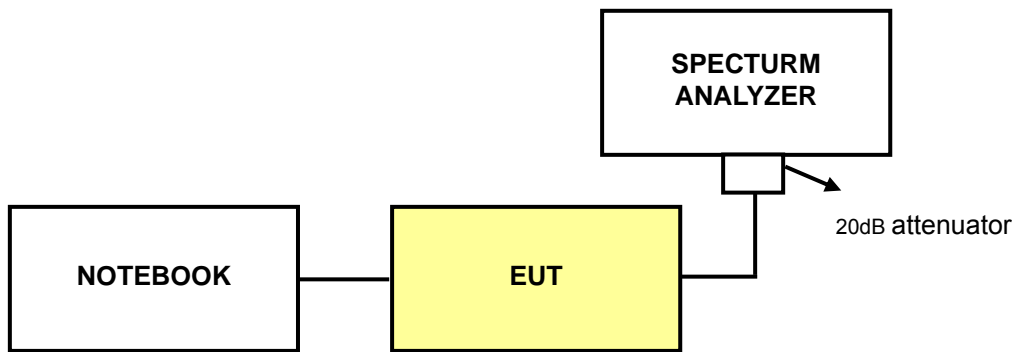 SPECTURM
ANALYZER
20dB attenuator
NOTEBOOK
EUT